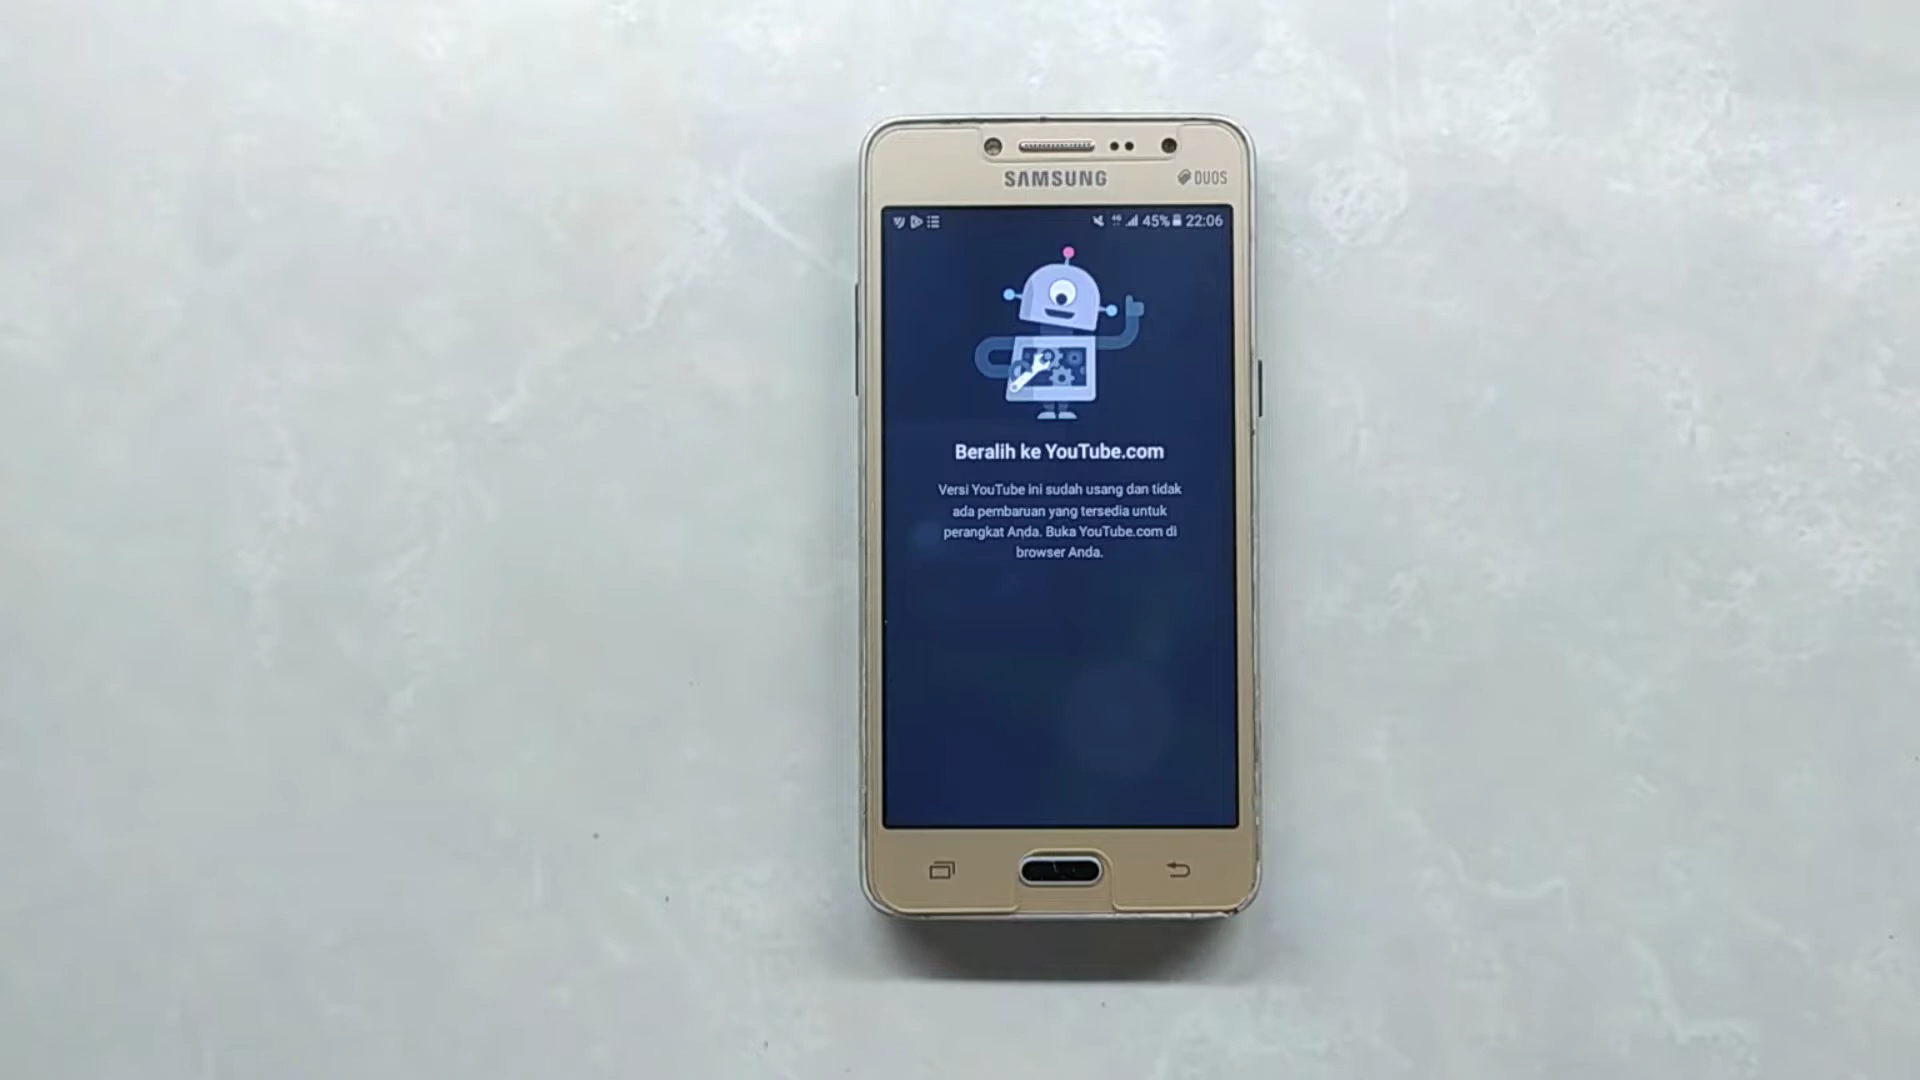 SAMSUNG
DUOS
4G 45% 22:06
Beralih ke YouTube.com
Versi YouTube ini sudah usang dan tidak
ada pembaruan yang tersedia untuk
perangkat Anda. Buka YouTube.com di
browser Anda.